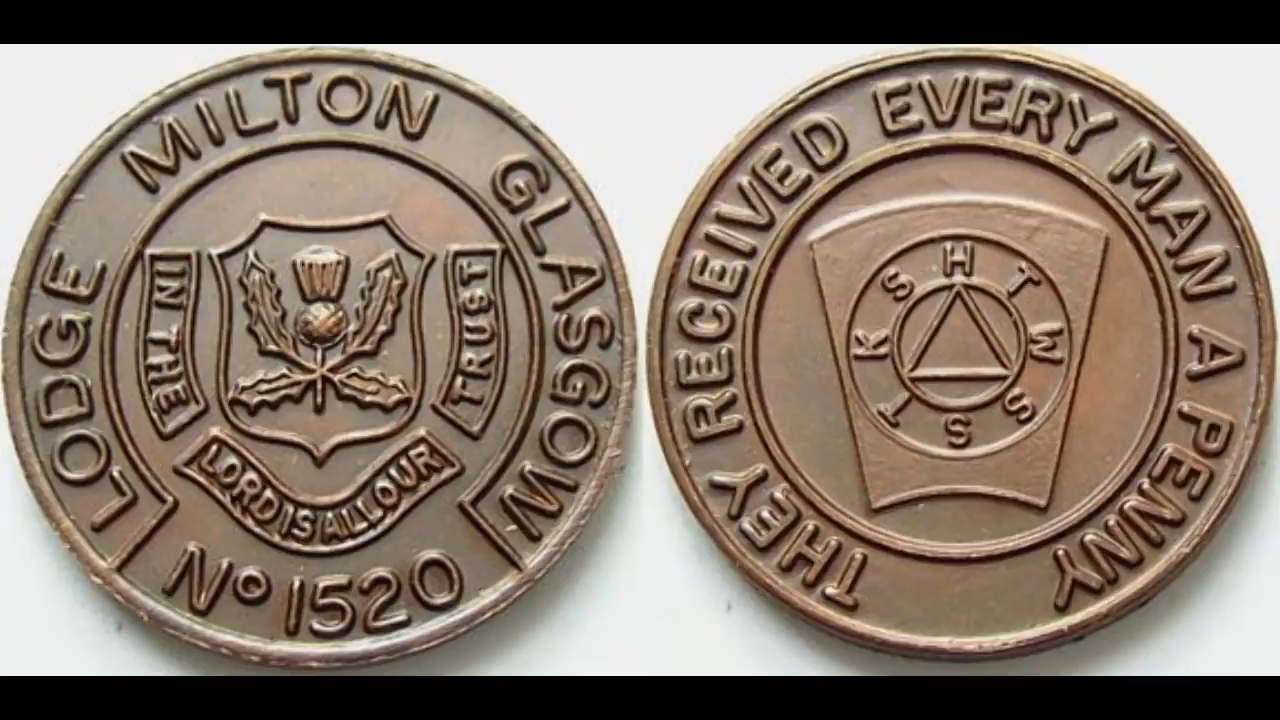 LODGE MILTON GLASGOW
IN THE
LORD IS ALL OUR
TRUST
Nº 1520
THEY RECEIVED EVERY MAN A PENNY
H T W S S T K S